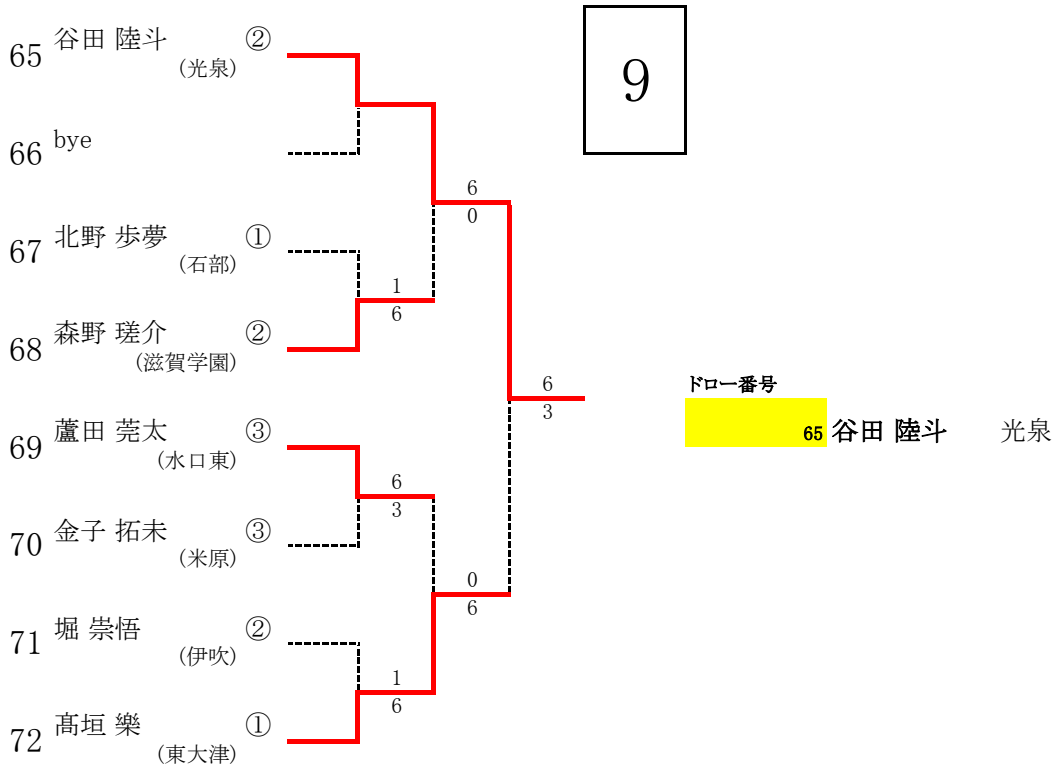 9
65 谷田 陸斗 ②
(光泉)
66 bye
6
0
67 北野 歩夢 ①
(石部)
1
6
68 森野 瑳介 ②
(滋賀学園)
6
3
ドロー番号
65 谷田 陸斗 光泉
69 蘆田 莞太 ③
(水口東)
6
3
70 金子 拓未 ③
(米原)
0
6
71 堀 崇悟 ②
(伊吹)
1
6
72 髙垣 樂 ①
(東大津)